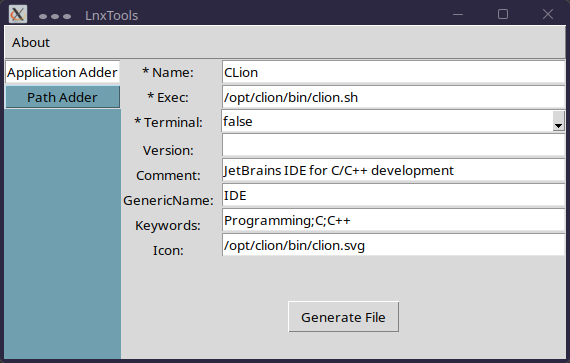 LnxTools
About
Application Adder
Path Adder
* Name: CLion
* Exec: /opt/clion/bin/clion.sh
* Terminal: false
Version:
Comment: JetBrains IDE for C/C++ development
GenericName: IDE
Keywords: Programming;C;C++
Icon: /opt/clion/bin/clion.svg
Generate File